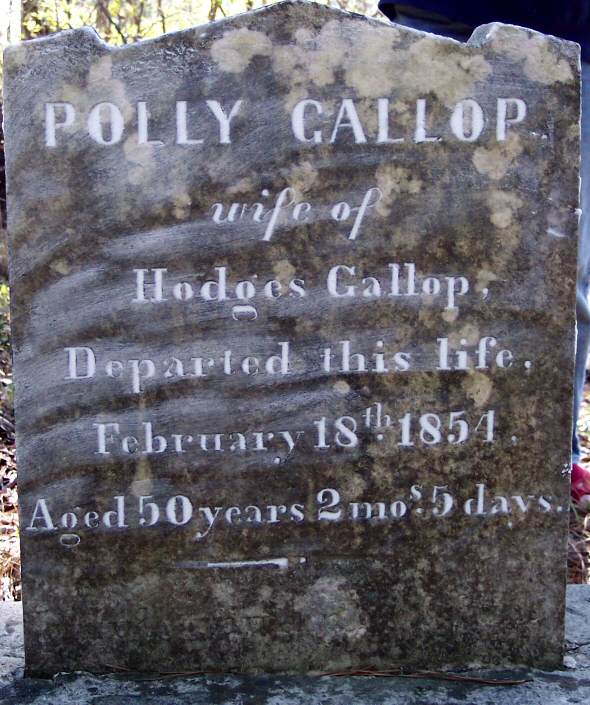 POLLY GALLOP.
wife of
Hodges Gallop,
Departed this life,
February 18th 1854.
Aged 50 years 2 mos. 5 days.